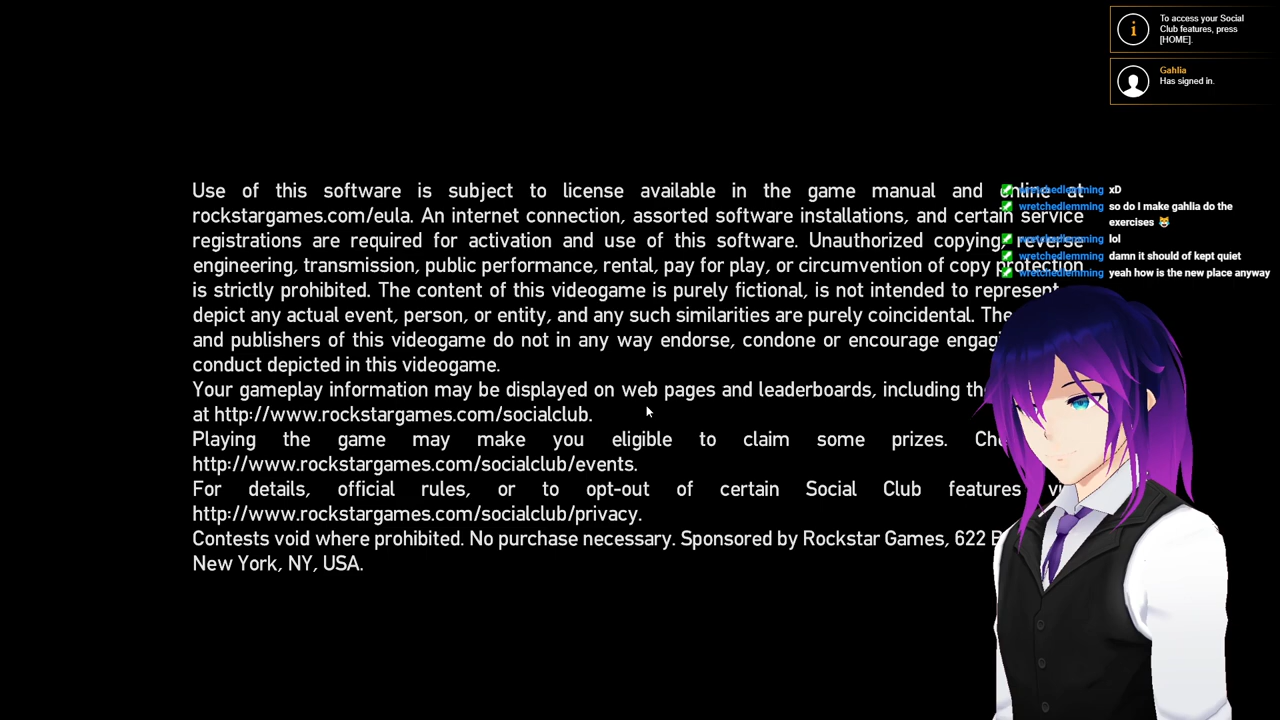 To access your Social
Club features, press
[HOME].
Gahlia
Has signed in.
Use of this software is subject to license available in the game manual and online at
rockstargames.com/eula. An internet connection, assorted software installations, and certain service
registrations are required for activation and use of this software. Unauthorized copying, reverse
engineering, transmission, public performance, rental, pay for play, or circumvention of copy protection
is strictly prohibited. The content of this videogame is purely fictional, is not intended to represent
depict any actual event, person, or entity, and any such similarities are purely coincidental. The
and publishers of this videogame do not in any way endorse, condone or encourage
conduct depicted in this videogame.
Your gameplay information may be displayed on web pages and leaderboards, including
at http://www.rockstargames.com/socialclub.
Playing the game may make you eligible to claim some prizes.
http://www.rockstargames.com/socialclub/events.
For details, official rules, or to opt-out of certain Social Club features
http://www.rockstargames.com/socialclub/privacy.
Contests void where prohibited. No purchase necessary. Sponsored by Rockstar Games, 622
New York, NY, USA.
wretchedlemming xD
wretchedlemming so do I make gahlia do the
exercises
wretchedlemming lol
wretchedlemming damn it should of kept quiet
wretchedlemming yeah how is the new place anyway